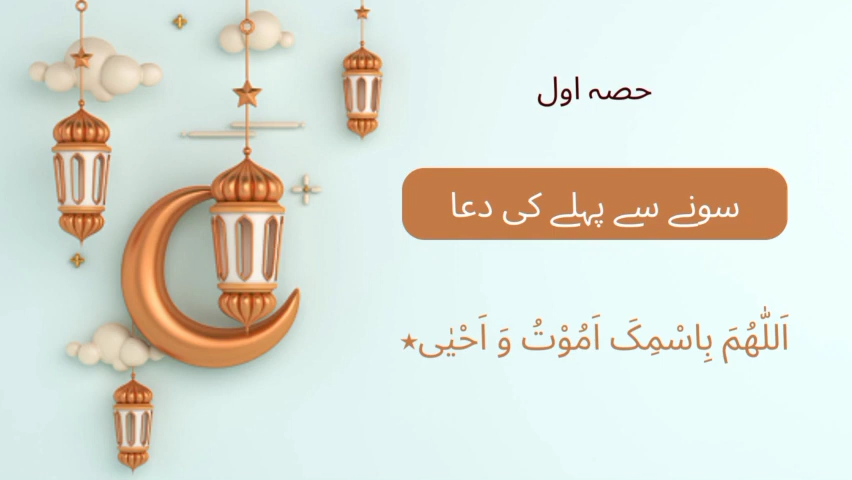 حصہ اول
سونے سے پہلے کی دعا
اَللّٰهُمَ بِاسْمِکَ اَمُوْتُ وَ اَحْیٰی٭